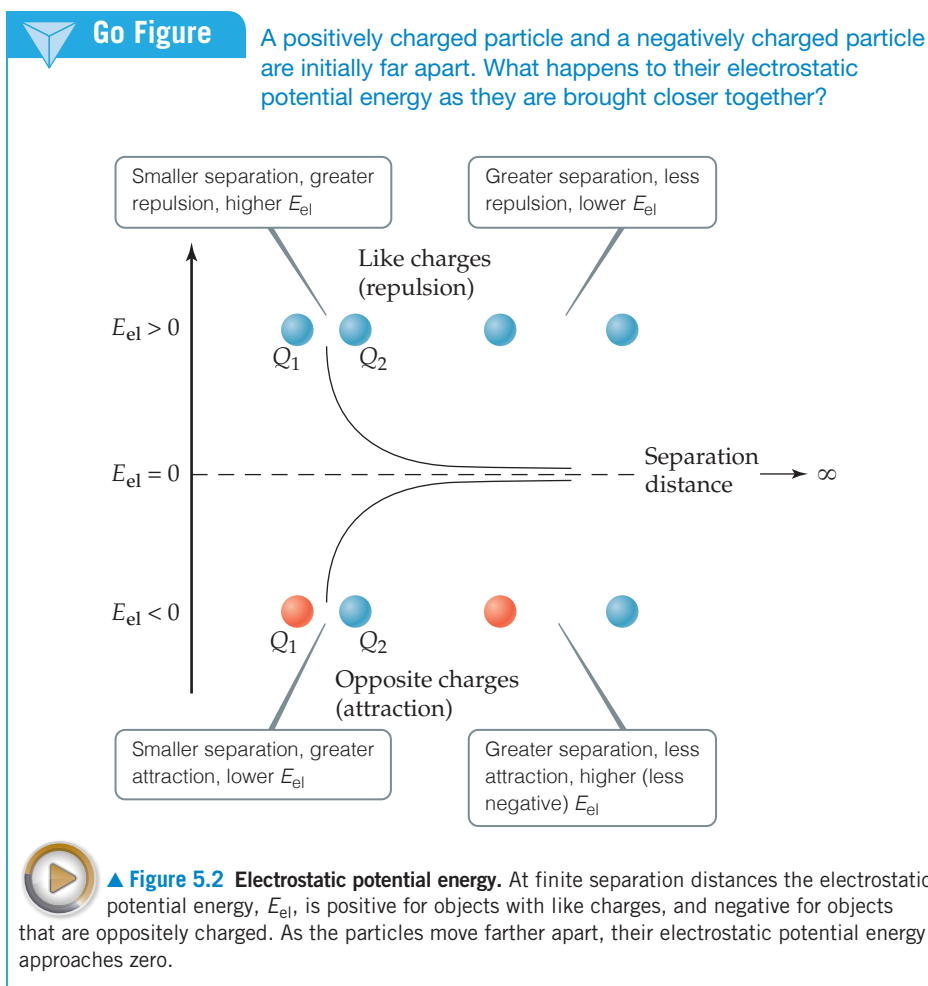 Go Figure
A positively charged particle and a negatively charged particle
are initially far apart. What happens to their electrostatic
potential energy as they are brought closer together?
Smaller separation, greater
repulsion, higher Eel
Greater separation, less
repulsion, lower Eel
Like charges
(repulsion)
Eel > 0
Q1
Q2
Eel = 0
Separation
distance
∞
Eel < 0
Q1
Q2
Opposite charges
(attraction)
Smaller separation, greater
attraction, lower Eel
Greater separation, less
attraction, higher (less
negative) Eel
▲ Figure 5.2 Electrostatic potential energy. At finite separation distances the electrostatic
potential energy, Eel, is positive for objects with like charges, and negative for objects
that are oppositely charged. As the particles move farther apart, their electrostatic potential energy
approaches zero.